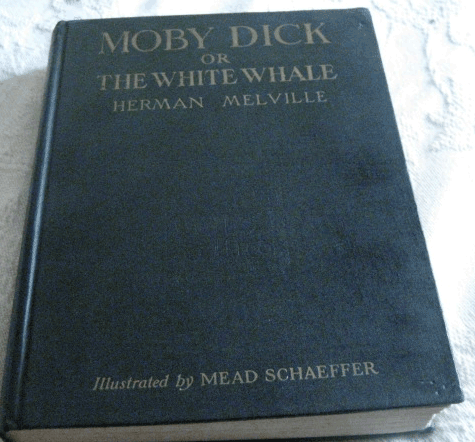 MOBY DICK
OR
THE WHITE WHALE
HERMAN MELVILLE
Illustrated by MEAD SCHAEFFER